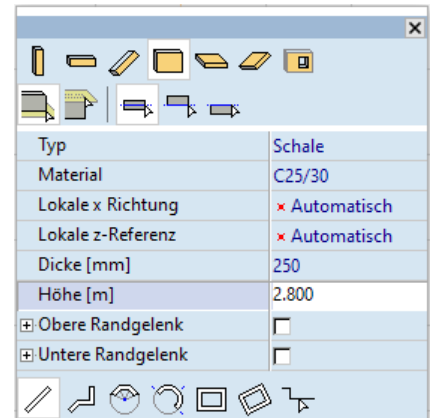 Typ Schale
Material C25/30
Lokale x Richtung Automatisch
Lokale z-Referenz Automatisch
Dicke [mm] 250
Höhe [m] 2.800
Obere Randgelenk
Untere Randgelenk